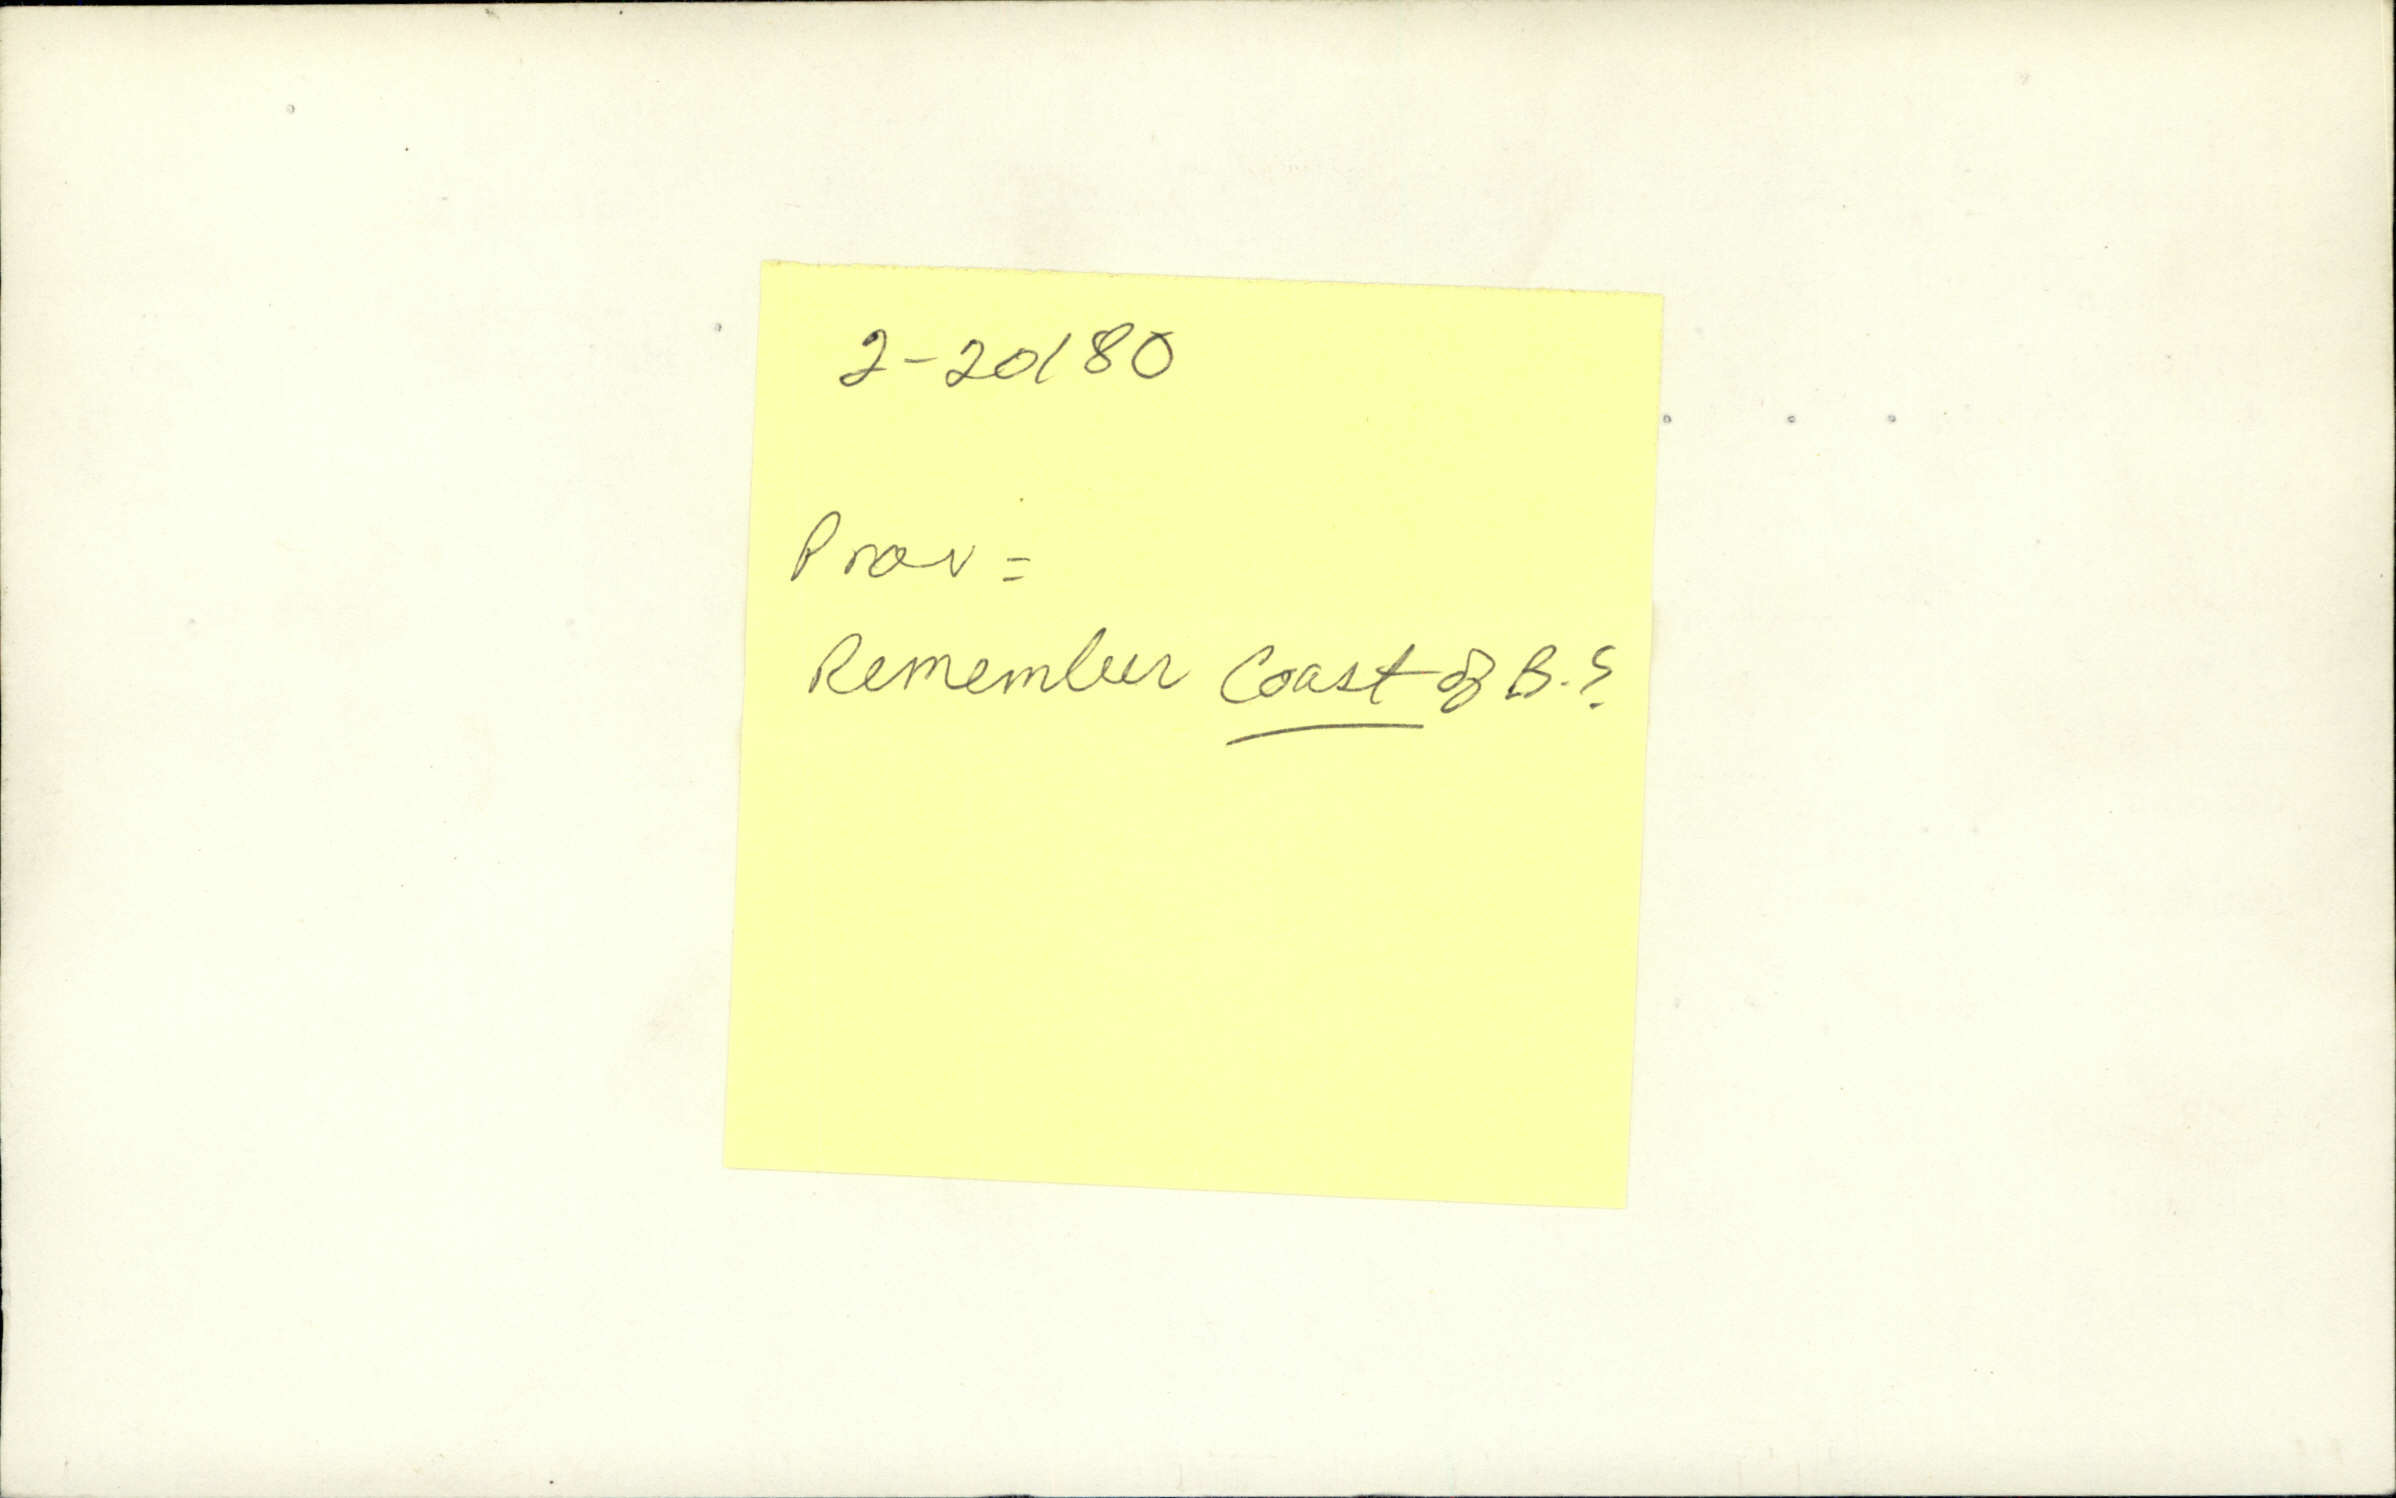 2-20180
Prov =
Remember Coast of B.?